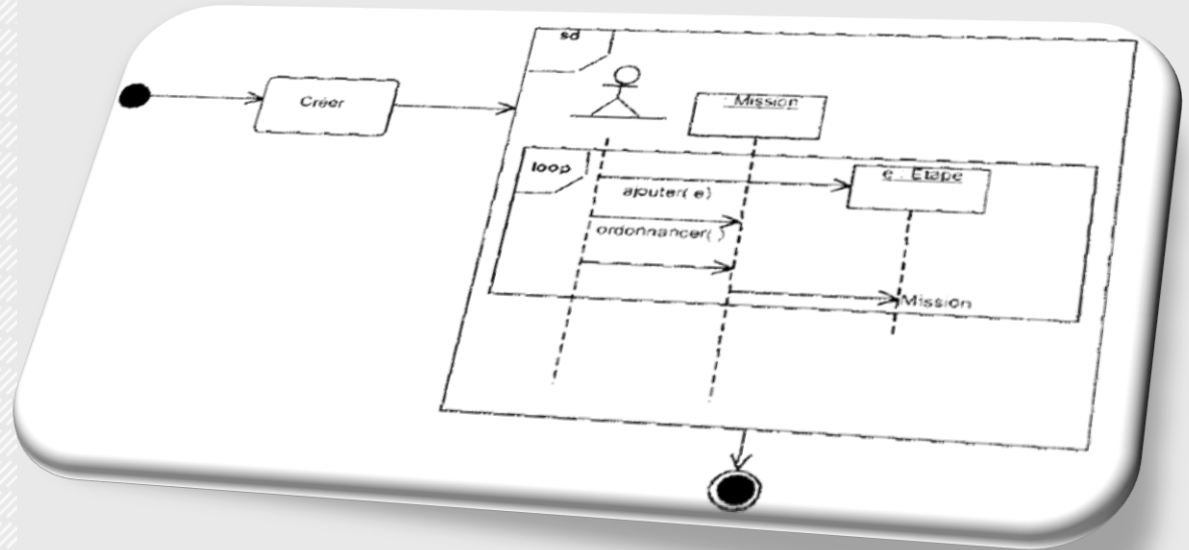 sd
Créer
: Mission
loop
e : Etape
ajouter( e)
ordonnancer( )
Mission